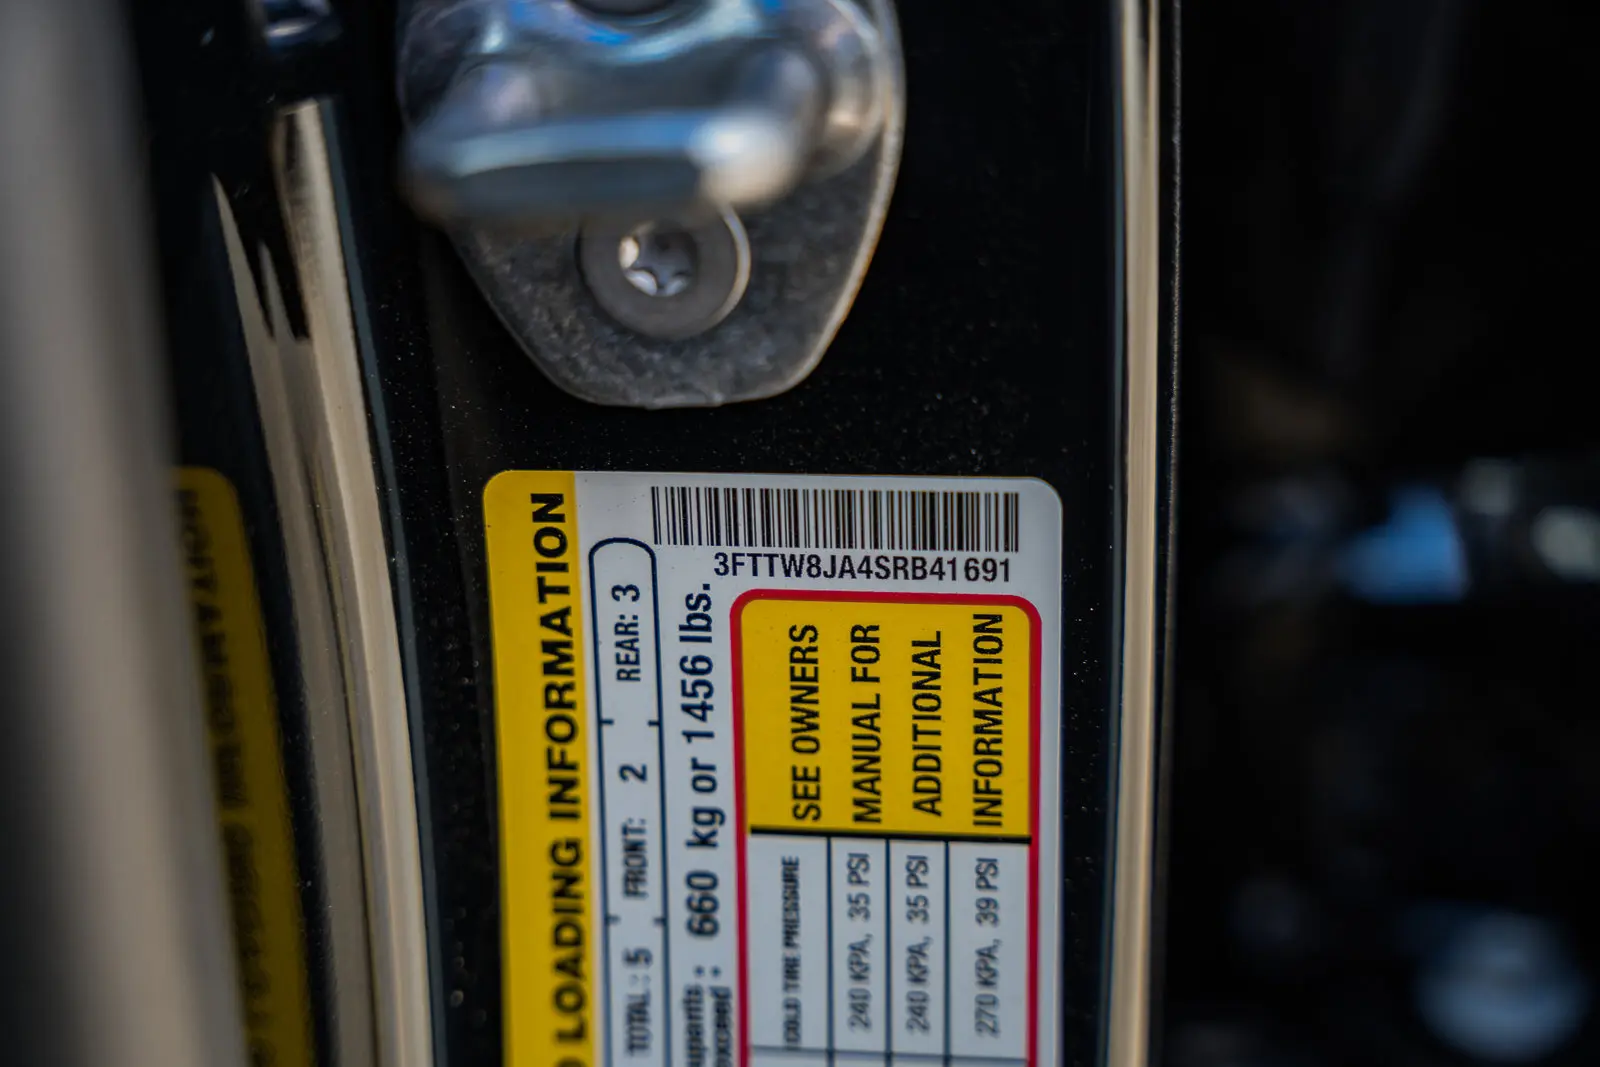 3FTTW8JA4SRB41691
LOADING INFORMATION
TOTAL : 5 FRONT: 2 REAR: 3
: 660 kg or 1456 lbs.
SEE OWNERS
MANUAL FOR
ADDITIONAL
INFORMATION
COLD TIRE PRESSURE
240 KPA, 35 PSI
240 KPA, 35 PSI
270 KPA, 39 PSI